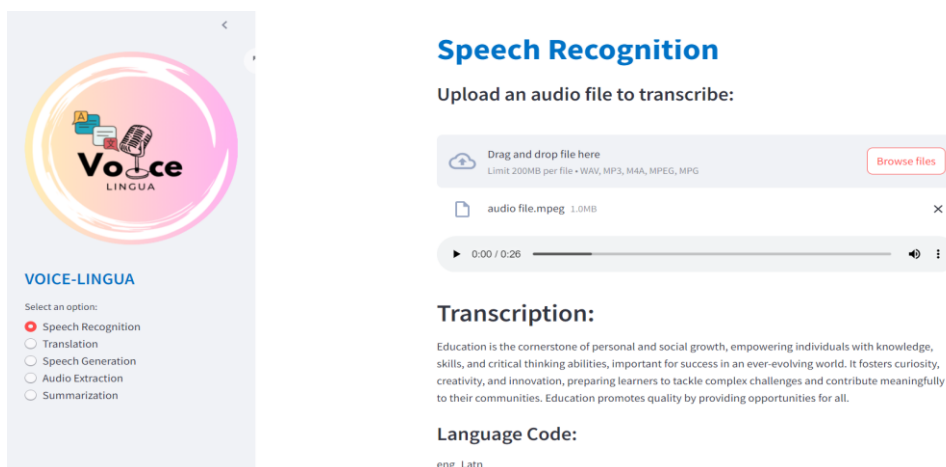 Voice
LINGUA
VOICE-LINGUA
Select an option:
Speech Recognition
Translation
Speech Generation
Audio Extraction
Summarization
Speech Recognition
Upload an audio file to transcribe:
Drag and drop file here
Limit 200MB per file • WAV, MP3, M4A, MPEG, MPG
Browse files
audio file.mpeg 1.0MB
0:00 / 0:26
Transcription:
Education is the cornerstone of personal and social growth, empowering individuals with knowledge,
skills, and critical thinking abilities, important for success in an ever-evolving world. It fosters curiosity,
creativity, and innovation, preparing learners to tackle complex challenges and contribute meaningfully
to their communities. Education promotes quality by providing opportunities for all.
Language Code:
eng_Latn